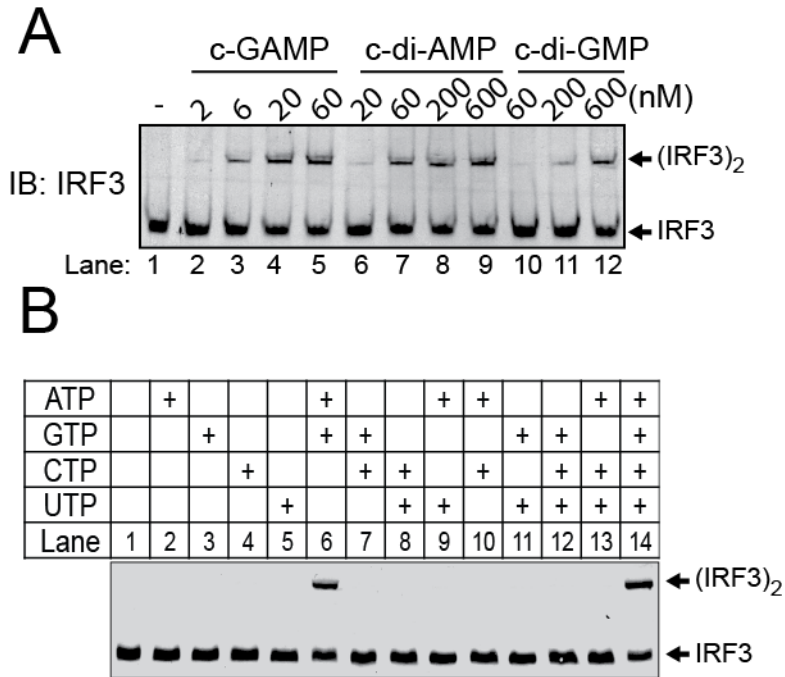 A
c-GAMP c-di-AMP c-di-GMP
- 2 6 20 60 20 60 200 600 60 200 600 (nM)
IB: IRF3
(IRF3)2
IRF3
Lane: 1 2 3 4 5 6 7 8 9 10 11 12
B
ATP + + + + + +
GTP + + + + + +
CTP + + + + + + +
UTP + + + + + + +
Lane 1 2 3 4 5 6 7 8 9 10 11 12 13 14
(IRF3)2
IRF3